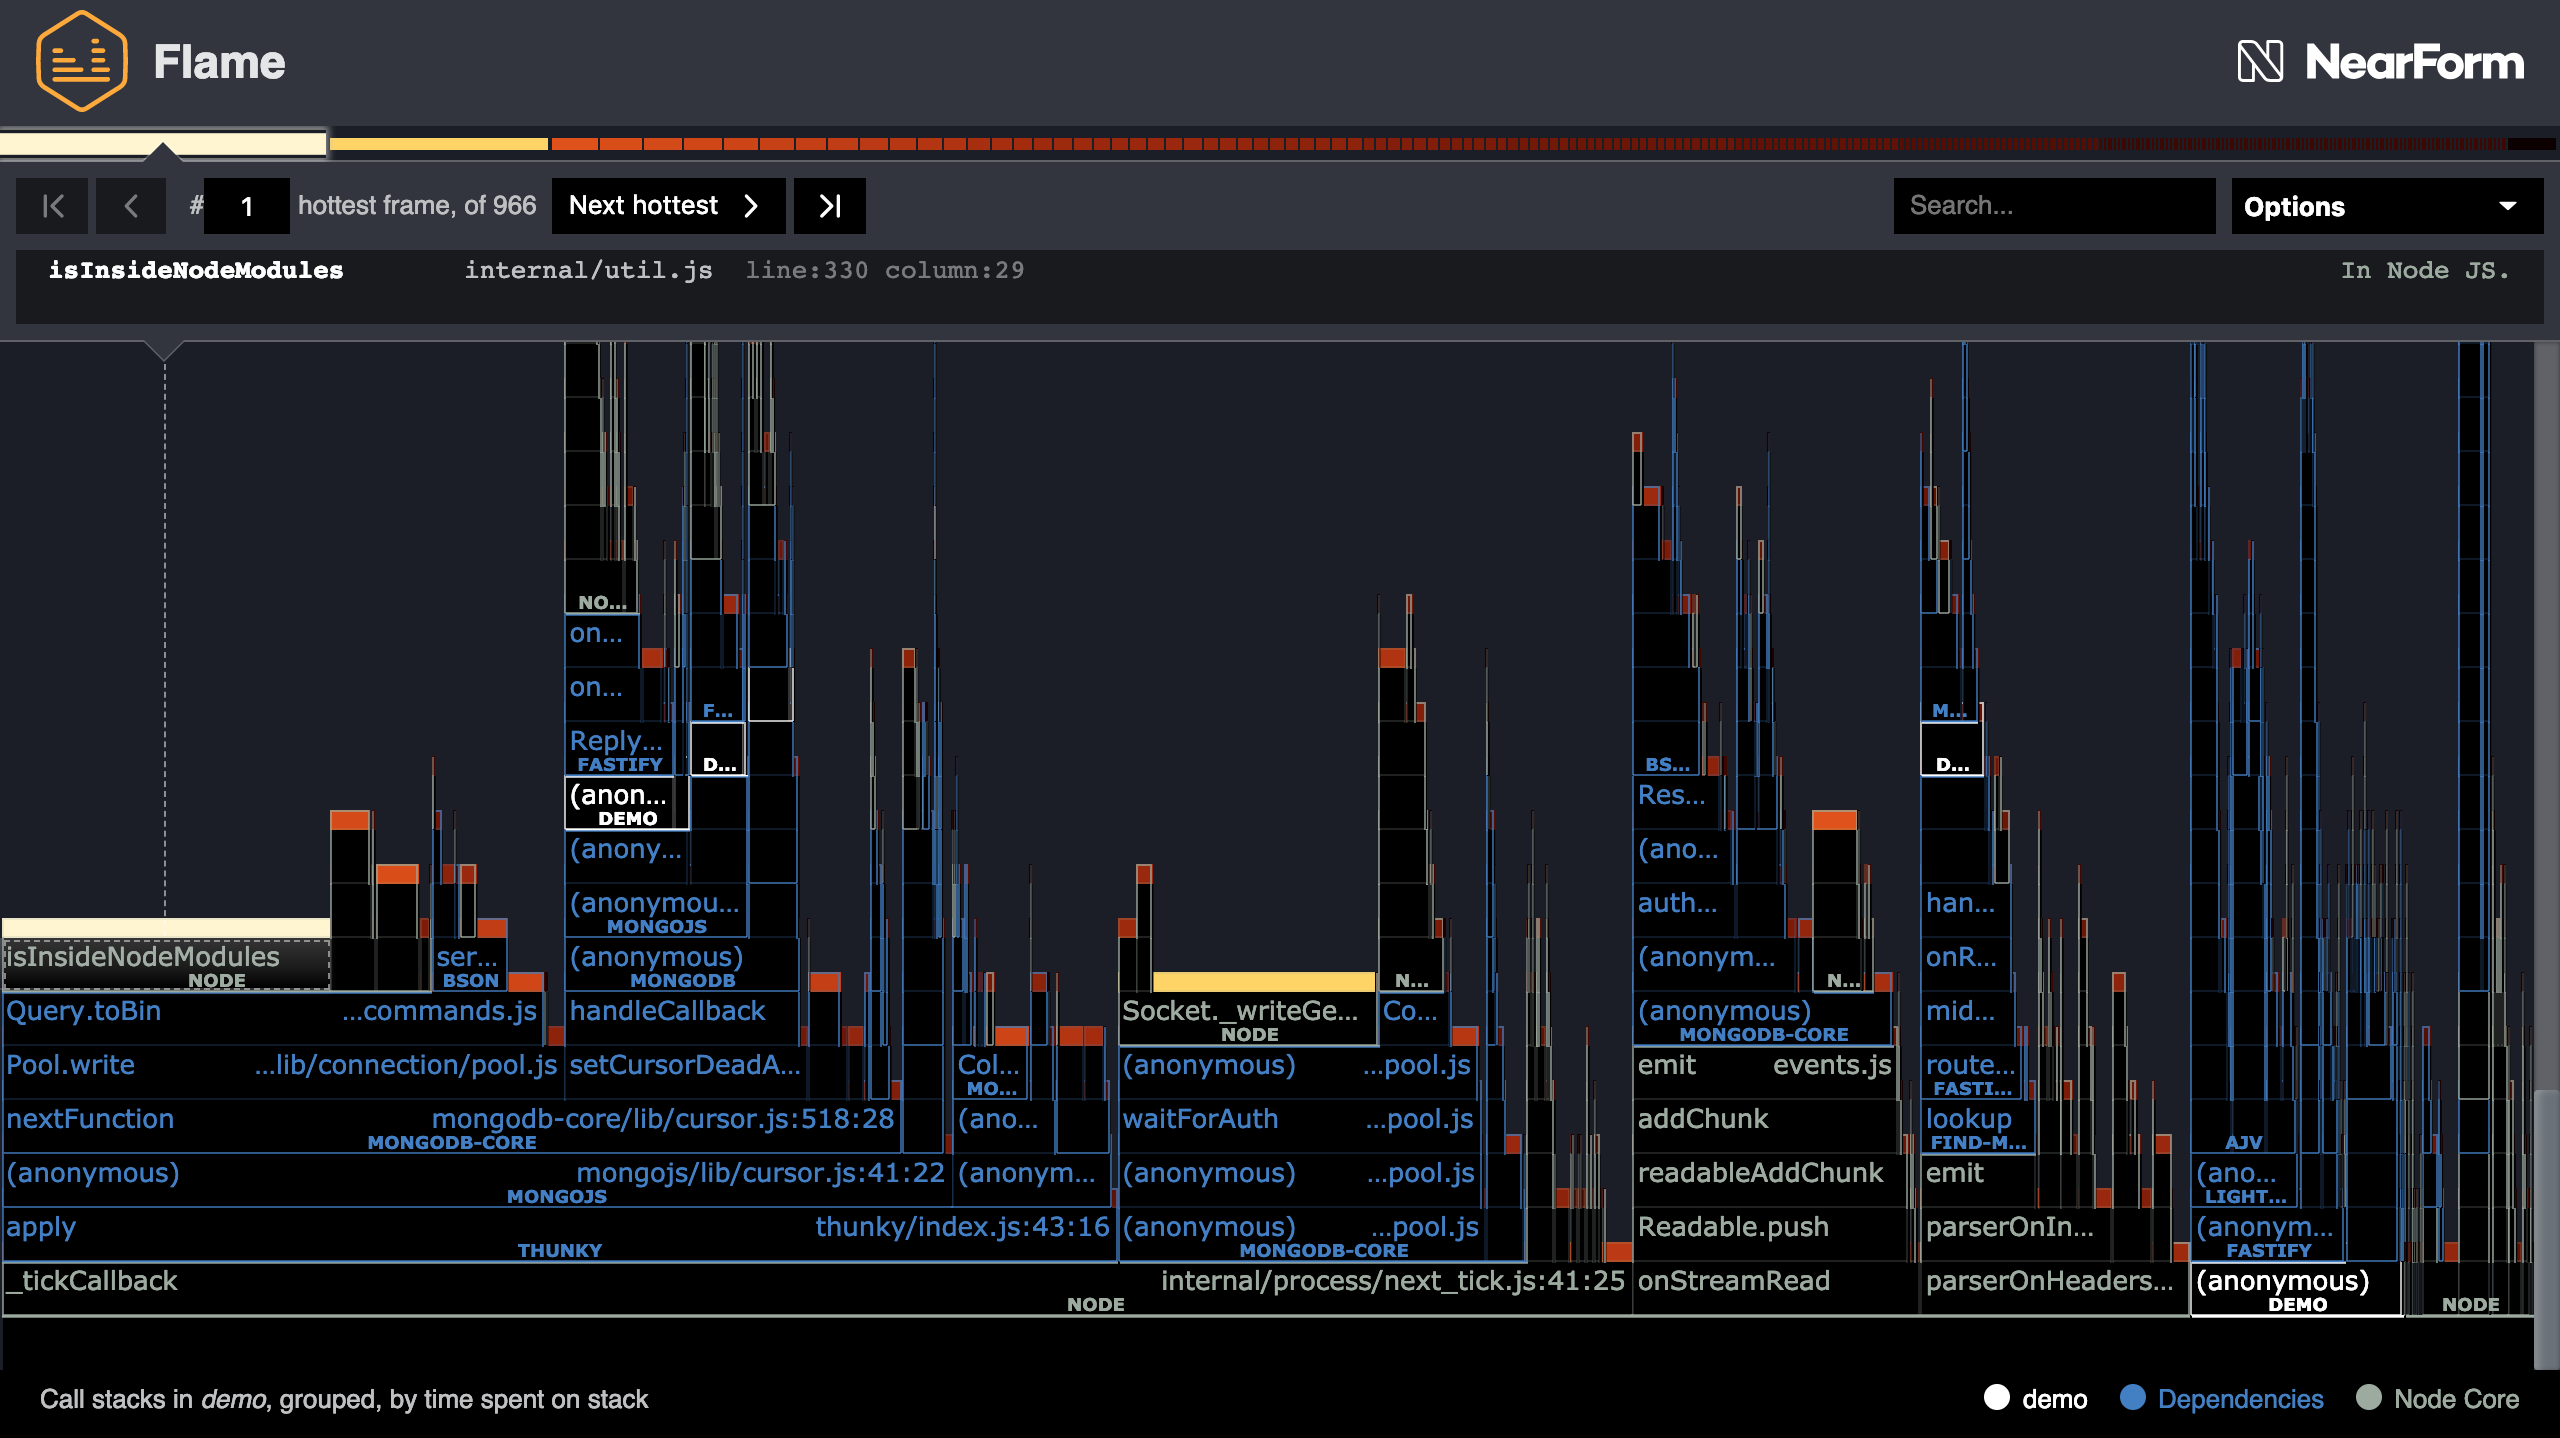 Flame
NearForm
# 1 hottest frame, of 966 Next hottest
Search...
Options
isInsideNodeModules internal/util.js line:330 column:29 In Node JS.
NO...
on...
on...
F... M...
Reply...
FASTIFY D... BS... D...
(anon... Res...
DEMO
(anony... (ano...
(anonymou... auth... han...
MONGOJS
isInsideNodeModules ser... (anonymous) (anonym... onR...
NODE BSON MONGODB N... N...
Query.toBin ...commands.js handleCallback Socket._writeGe... Co... (anonymous) mid...
NODE MONGODB-CORE
Pool.write ...lib/connection/pool.js setCursorDeadA... Col... (anonymous) ...pool.js emit events.js route...
MO... FASTI...
nextFunction mongodb-core/lib/cursor.js:518:28 (ano... waitForAuth ...pool.js addChunk lookup
MONGODB-CORE FIND-M... AJV
(anonymous) mongojs/lib/cursor.js:41:22 (anonym... (anonymous) ...pool.js readableAddChunk emit (ano...
MONGOJS LIGHT...
apply thunky/index.js:43:16 (anonymous) ...pool.js Readable.push parserOnIn... (anonym...
THUNKY MONGODB-CORE FASTIFY
_tickCallback internal/process/next_tick.js:41:25 onStreamRead parserOnHeaders... (anonymous)
NODE DEMO NODE
Call stacks in demo, grouped, by time spent on stack
demo Dependencies Node Core